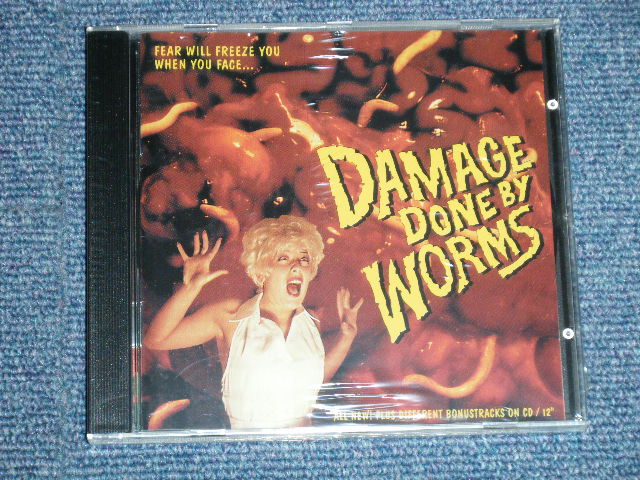 FEAR WILL FREEZE YOU
WHEN YOU FACE...
DAMAGE
DONE BY
WORMS
"ALL NEW! PLUS DIFFERENT BONUSTRACKS ON CD / 12"